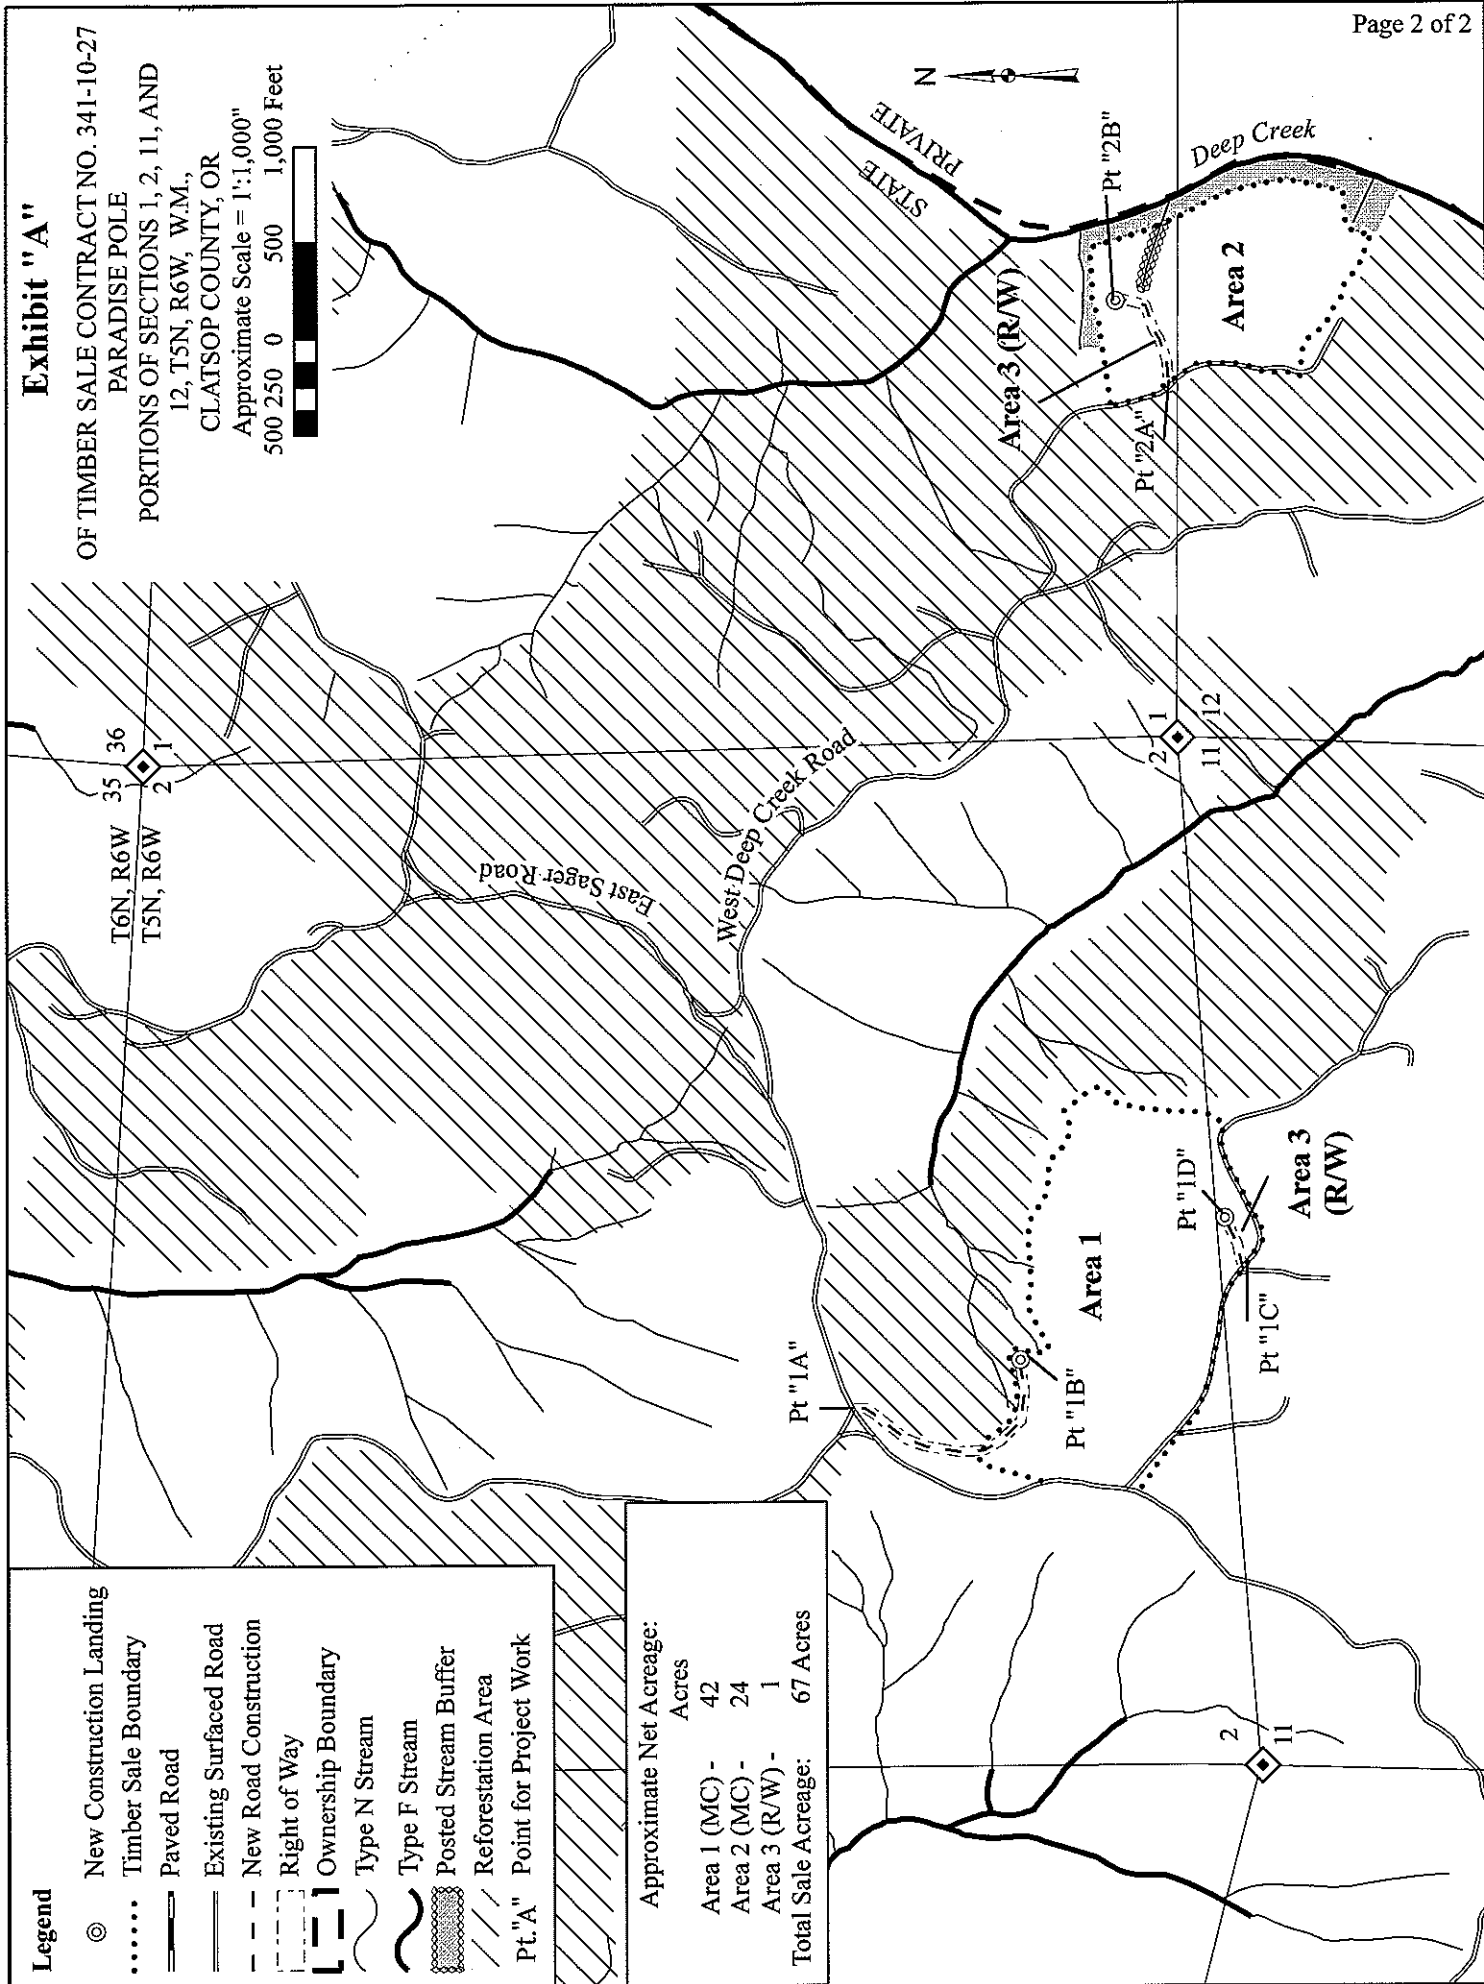 Exhibit "A"
OF TIMBER SALE CONTRACT NO. 341-10-27
PARADISE POLE
PORTIONS OF SECTIONS 1, 2, 11, AND
12, T5N, R6W, W.M.,
CLATSOP COUNTY, OR
Approximate Scale = 1":1,000"
500 250 0 500 1,000 Feet
Legend
New Construction Landing
Timber Sale Boundary
Paved Road
Existing Surfaced Road
New Road Construction
Right of Way
Ownership Boundary
Type N Stream
Type F Stream
Posted Stream Buffer
Reforestation Area
Pt."A" Point for Project Work
Approximate Net Acreage:
Acres
Area 1 (MC) - 42
Area 2 (MC) - 24
Area 3 (R/W) - 1
Total Sale Acreage: 67 Acres
T6N, R6W
T5N, R6W
35 36
2 1
East Sager Road
West Deep Creek Road
STATE
PRIVATE
N
Deep Creek
Area 3 (R/W)
Pt "2B"
Pt "2A"
Area 2
2 1
11 12
Pt "1A"
Pt "1B"
Area 1
Pt "1D"
Pt "1C"
Area 3
(R/W)
2
11
Page 2 of 2